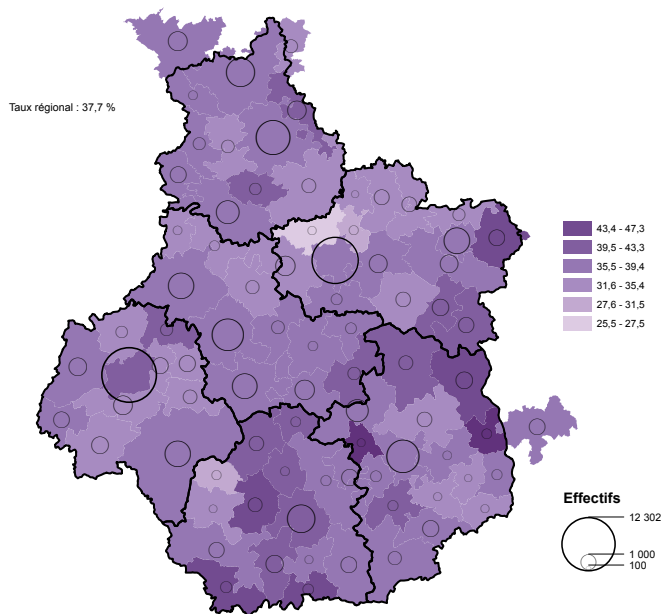 Taux régional : 37,7 %
43,4 - 47,3
39,5 - 43,3
35,5 - 39,4
31,6 - 35,4
27,6 - 31,5
25,5 - 27,5
Effectifs
12 302
1 000
100